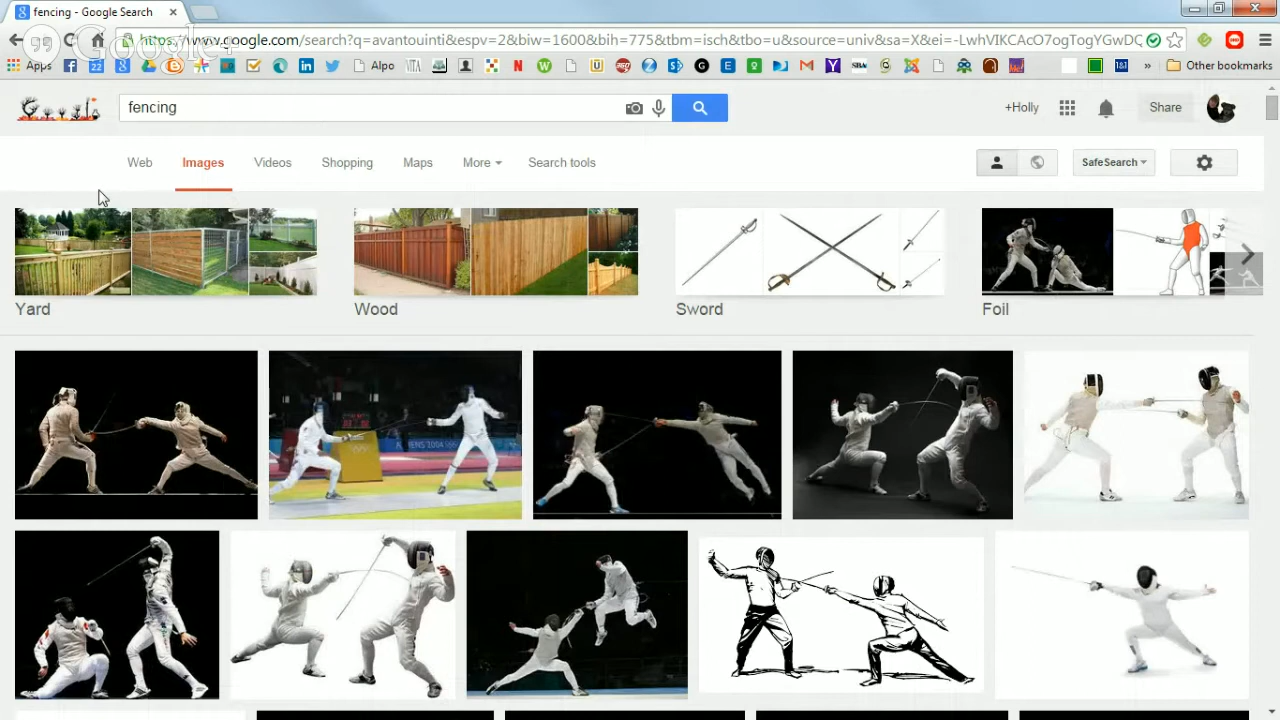 fencing - Google Search
Google+
https://www.google.com/search?q=avantouinti&espv=2&biw=1600&bih=775&tbm=isch&tbo=u&source=univ&sa=X&ei=-LwhVIKCAcO7ogTogYGwDQ
Apps
Alpo
Other bookmarks
fencing
+Holly
Share
Web Images Videos Shopping Maps More Search tools
SafeSearch
Yard
Wood
Sword
Foil